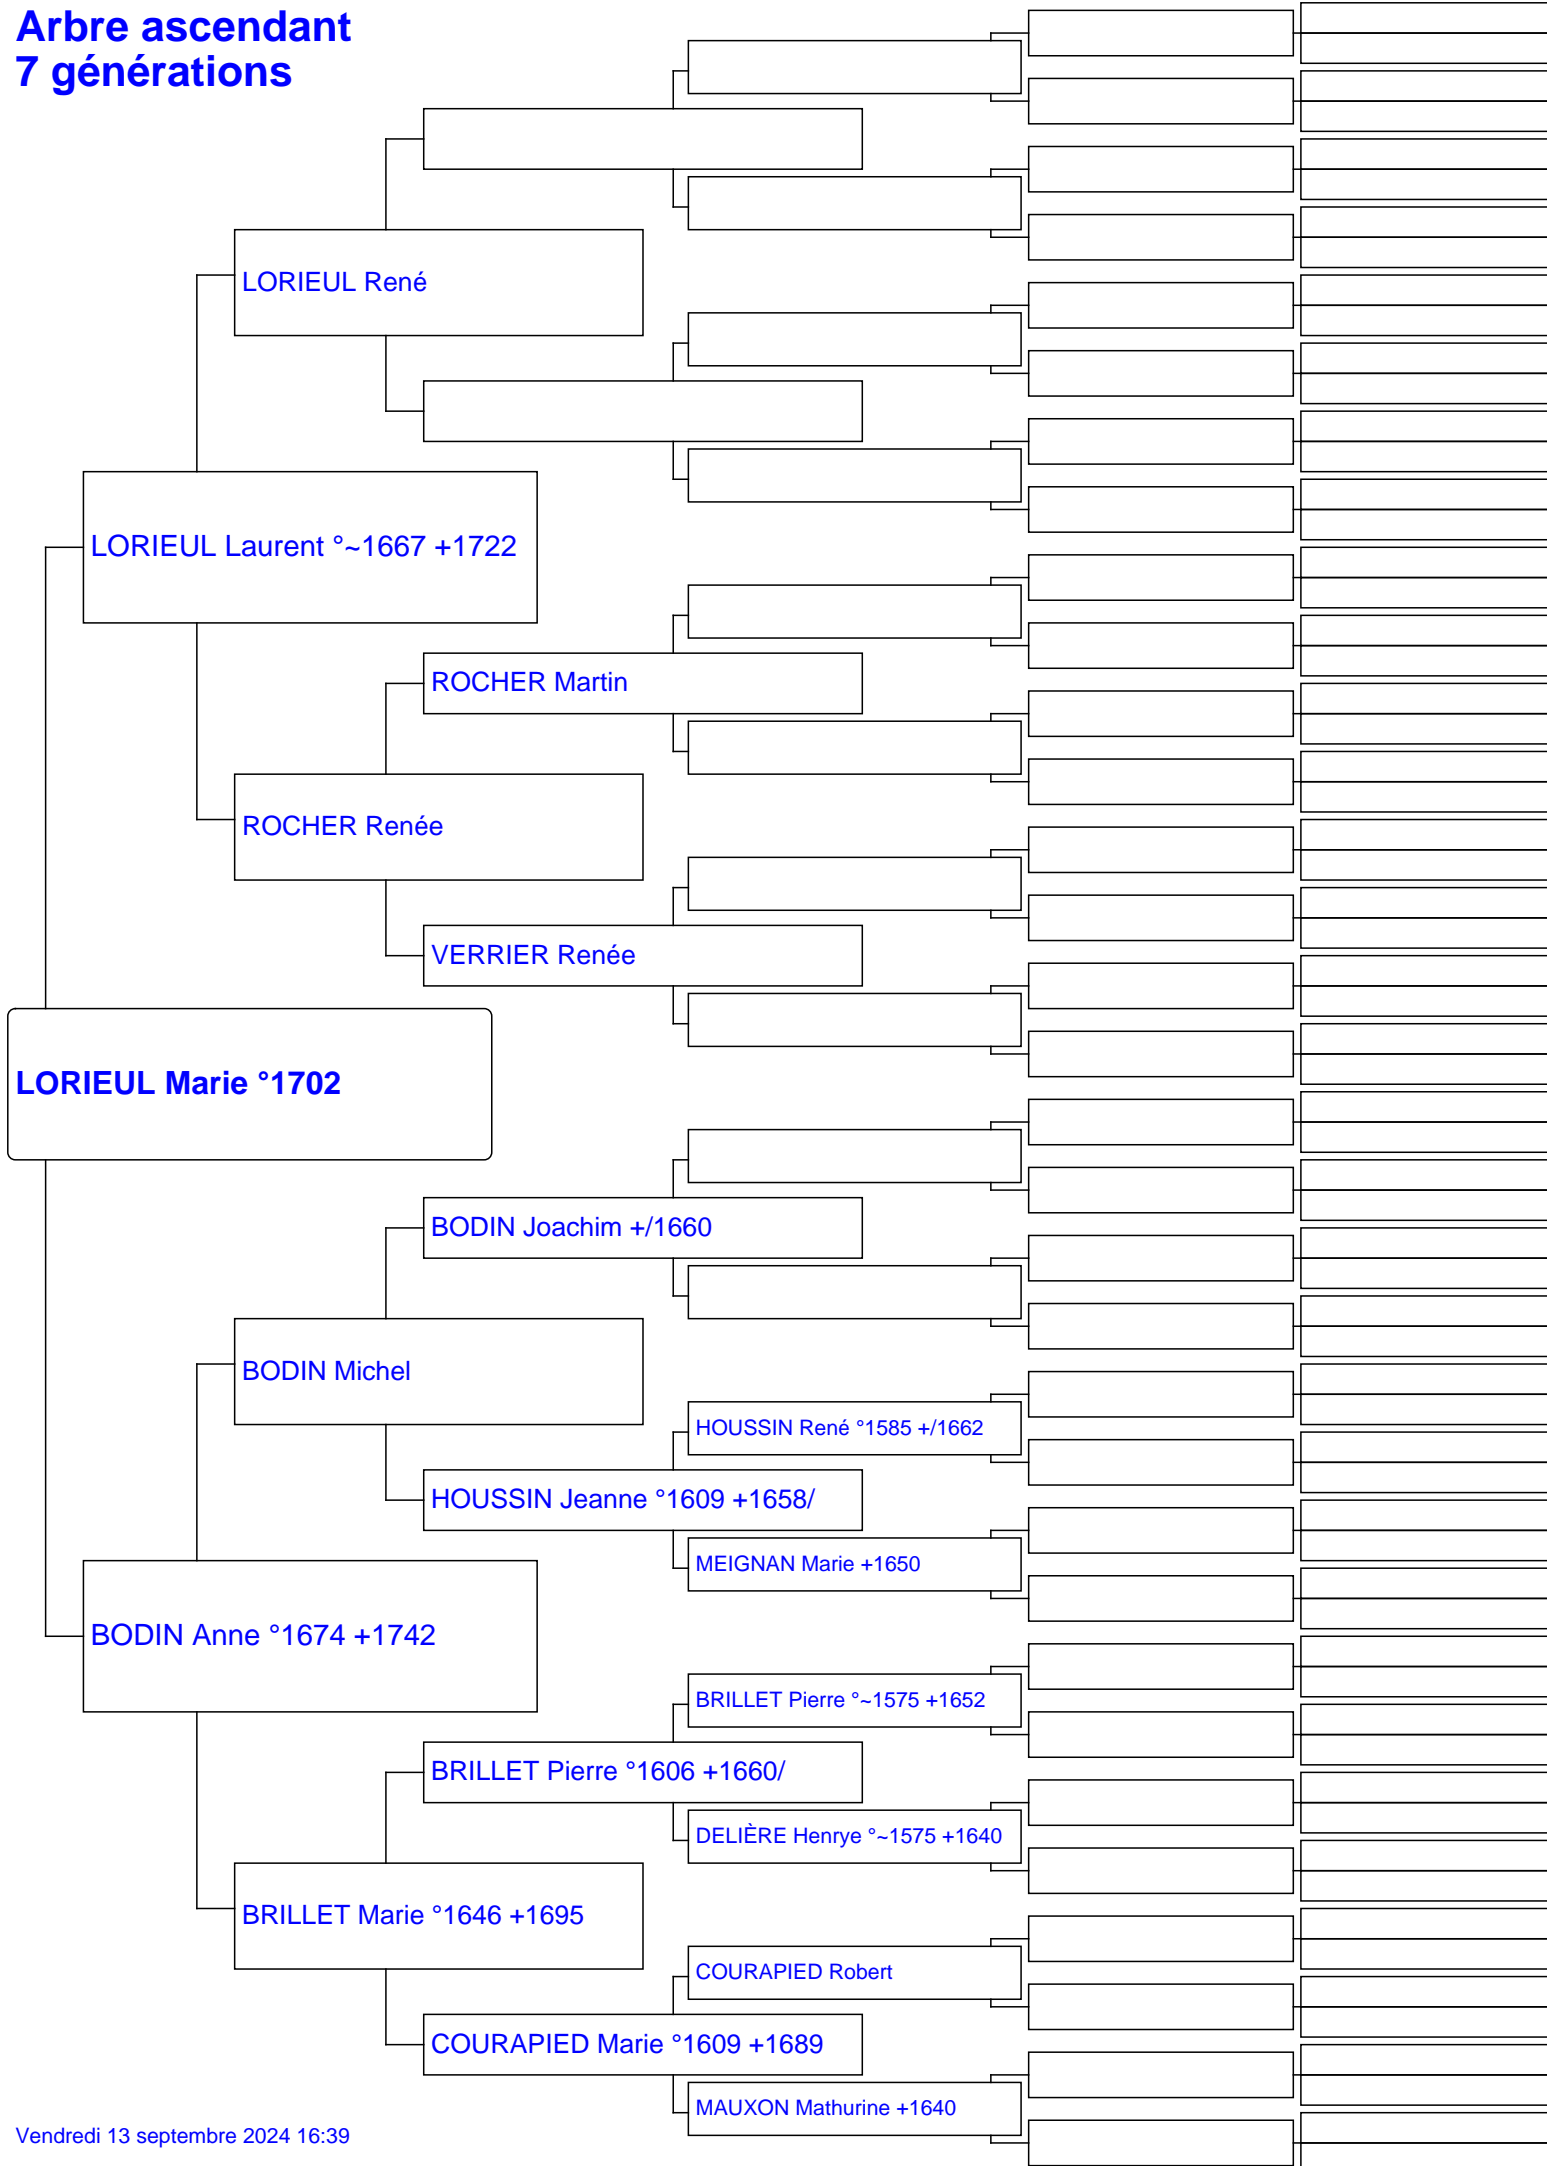 Arbre ascendant
7 générations
LORIEUL René
LORIEUL Laurent °~1667 +1722
ROCHER Martin
ROCHER Renée
VERRIER Renée
LORIEUL Marie °1702
BODIN Joachim +/1660
BODIN Michel
HOUSSIN René °1585 +/1662
HOUSSIN Jeanne °1609 +1658/
MEIGNAN Marie +1650
BODIN Anne °1674 +1742
BRILLET Pierre °~1575 +1652
BRILLET Pierre °1606 +1660/
DELIÈRE Henrye °~1575 +1640
BRILLET Marie °1646 +1695
COURAPIED Robert
COURAPIED Marie °1609 +1689
MAUXON Mathurine +1640
Vendredi 13 septembre 2024 16:39